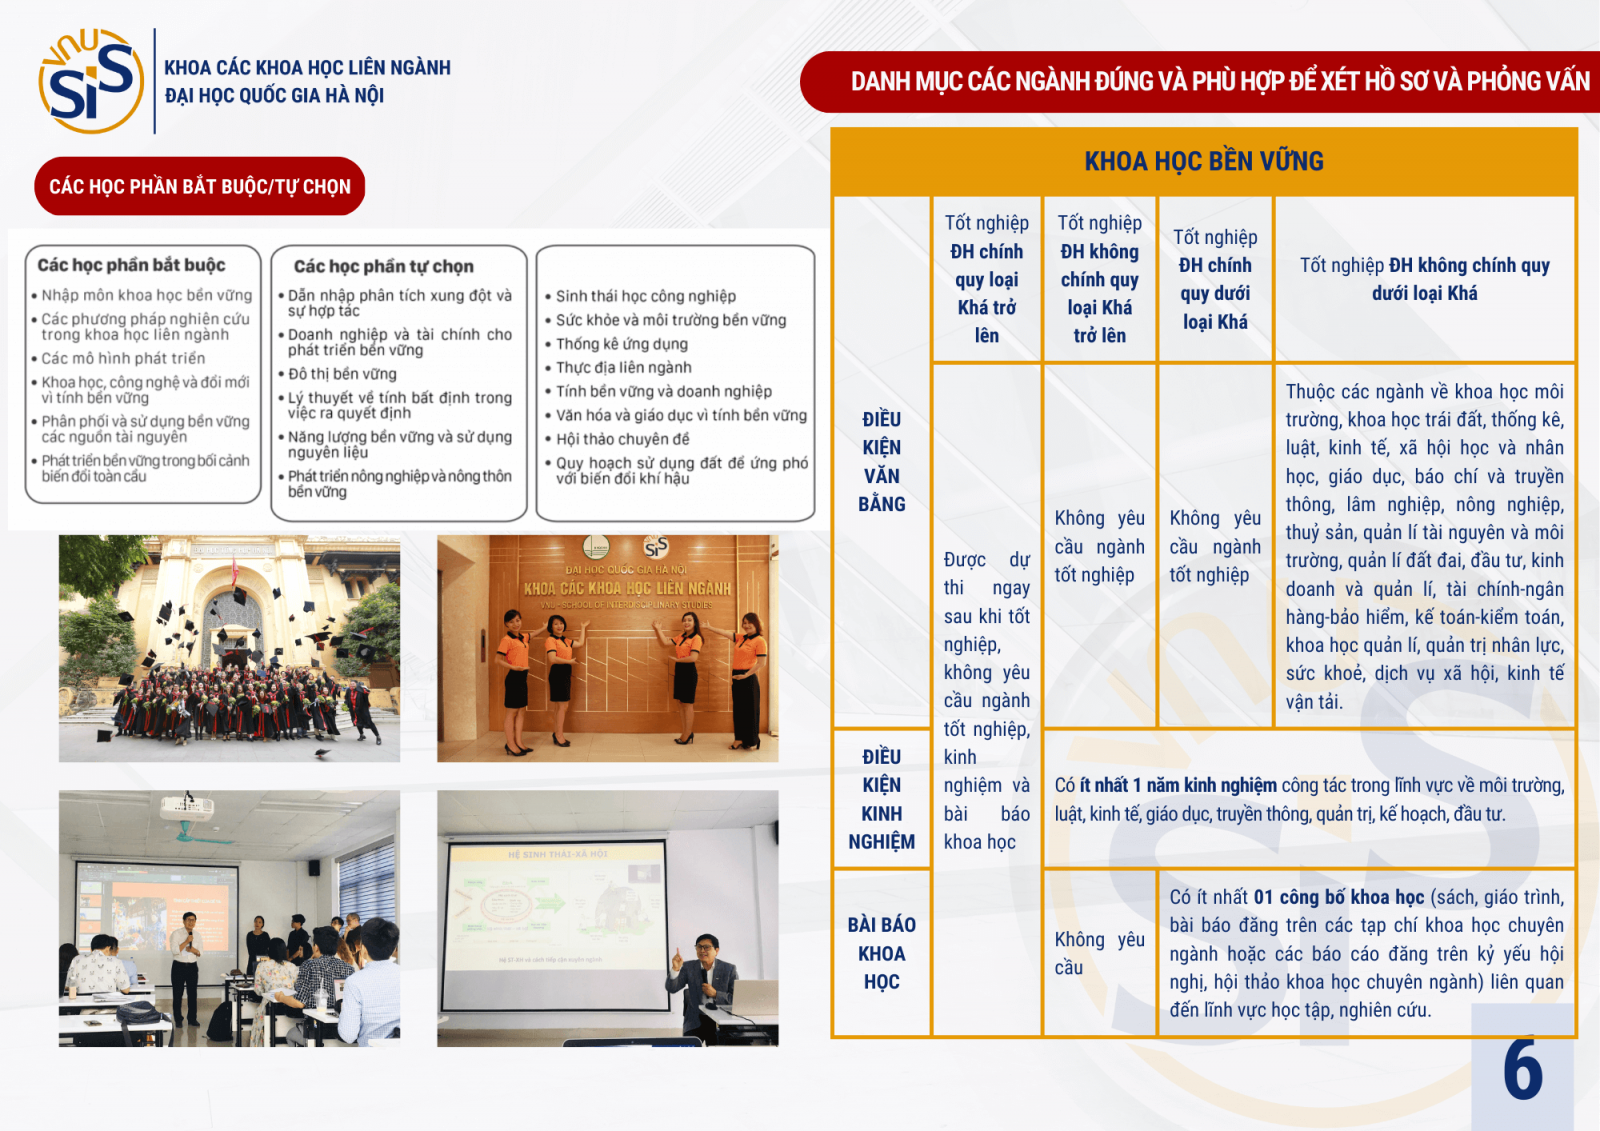 VNU
SIS
KHOA CÁC KHOA HỌC LIÊN NGÀNH
ĐẠI HỌC QUỐC GIA HÀ NỘI
CÁC HỌC PHẦN BẮT BUỘC/TỰ CHỌN
Các học phần bắt buộc
• Nhập môn khoa học bền vững
• Các phương pháp nghiên cứu
trong khoa học liên ngành
• Các mô hình phát triển
• Khoa học, công nghệ và đổi mới
vì tính bền vững
• Phân phối và sử dụng bền vững
các nguồn tài nguyên
• Phát triển bền vững trong bối cảnh
biến đổi toàn cầu
Các học phần tự chọn
• Dẫn nhập phân tích xung đột và
sự hợp tác
• Doanh nghiệp và tài chính cho
phát triển bền vững
• Đô thị bền vững
• Lý thuyết về tính bất định trong
việc ra quyết định
• Năng lượng bền vững và sử dụng
nguyên liệu
• Phát triển nông nghiệp và nông thôn
bền vững
• Sinh thái học công nghiệp
• Sức khỏe và môi trường bền vững
• Thống kê ứng dụng
• Thực địa liên ngành
• Tính bền vững và doanh nghiệp
• Văn hóa và giáo dục vì tính bền vững
• Hội thảo chuyên đề
• Quy hoạch sử dụng đất để ứng phó
với biến đổi khí hậu
SIS
ĐẠI HỌC QUỐC GIA HÀ NỘI
KHOA CÁC KHOA HỌC LIÊN NGÀNH
VNU - SCHOOL OF INTERDISCIPLINARY STUDIES
HỆ SINH THÁI-XÃ HỘI
DANH MỤC CÁC NGÀNH ĐÚNG VÀ PHÙ HỢP ĐỂ XÉT HỒ SƠ VÀ PHỎNG VẤN
KHOA HỌC BỀN VỮNG
Tốt nghiệp
ĐH chính
quy loại
Khá trở
lên
Tốt nghiệp
ĐH không
chính quy
loại Khá
trở lên
Tốt nghiệp
ĐH chính
quy dưới
loại Khá
Tốt nghiệp ĐH không chính quy
dưới loại Khá
ĐIỀU
KIỆN
VĂN
BẰNG
Được dự
thi ngay
sau khi tốt
nghiệp,
không yêu
cầu ngành
tốt nghiệp,
kinh
nghiệm và
bài báo
khoa học
Không yêu
cầu ngành
tốt nghiệp
Không yêu
cầu ngành
tốt nghiệp
Thuộc các ngành về khoa học môi
trường, khoa học trái đất, thống kê,
luật, kinh tế, xã hội học và nhân
học, giáo dục, báo chí và truyền
thông, lâm nghiệp, nông nghiệp,
thuỷ sản, quản lí tài nguyên và môi
trường, quản lí đất đai, đầu tư, kinh
doanh và quản lí, tài chính-ngân
hàng-bảo hiểm, kế toán-kiểm toán,
khoa học quản lí, quản trị nhân lực,
sức khoẻ, dịch vụ xã hội, kinh tế
vận tải.
ĐIỀU
KIỆN
KINH
NGHIỆM
Có ít nhất 1 năm kinh nghiệm công tác trong lĩnh vực về môi trường,
luật, kinh tế, giáo dục, truyền thông, quản trị, kế hoạch, đầu tư.
BÀI BÁO
KHOA
HỌC
Không yêu
cầu
Có ít nhất 01 công bố khoa học (sách, giáo trình,
bài báo đăng trên các tạp chí khoa học chuyên
ngành hoặc các báo cáo đăng trên kỷ yếu hội
nghị, hội thảo khoa học chuyên ngành) liên quan
đến lĩnh vực học tập, nghiên cứu.
6